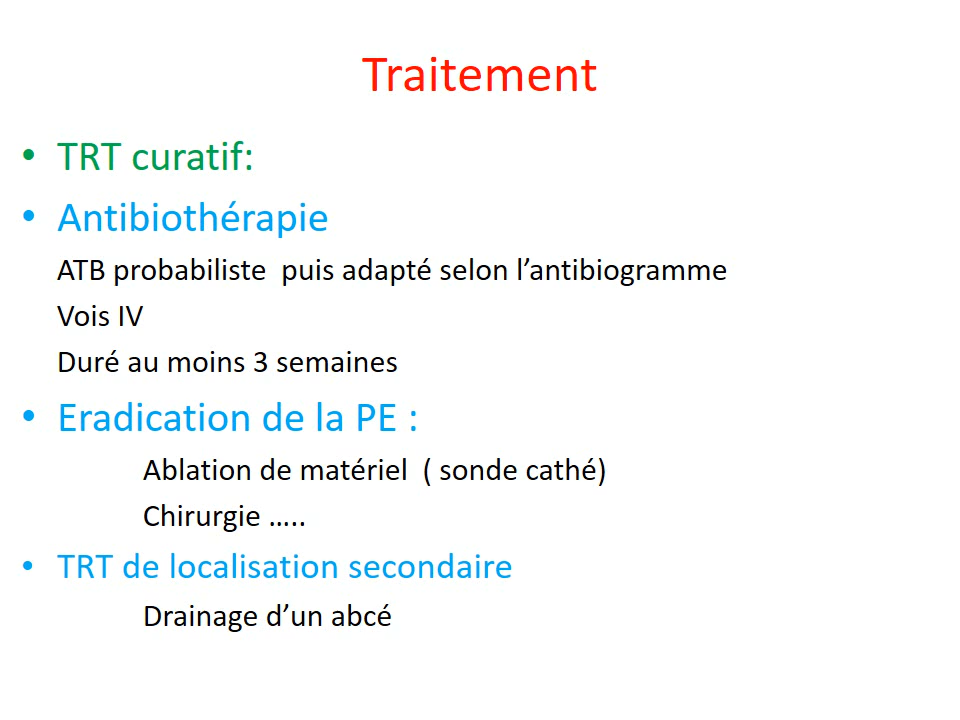 Traitement
• TRT curatif:
• Antibiothérapie
ATB probabiliste  puis adapté selon l’antibiogramme
Vois IV
Duré au moins 3 semaines
• Eradication de la PE :
Ablation de matériel  ( sonde cathé)
Chirurgie …..
• TRT de localisation secondaire
Drainage d’un abcé